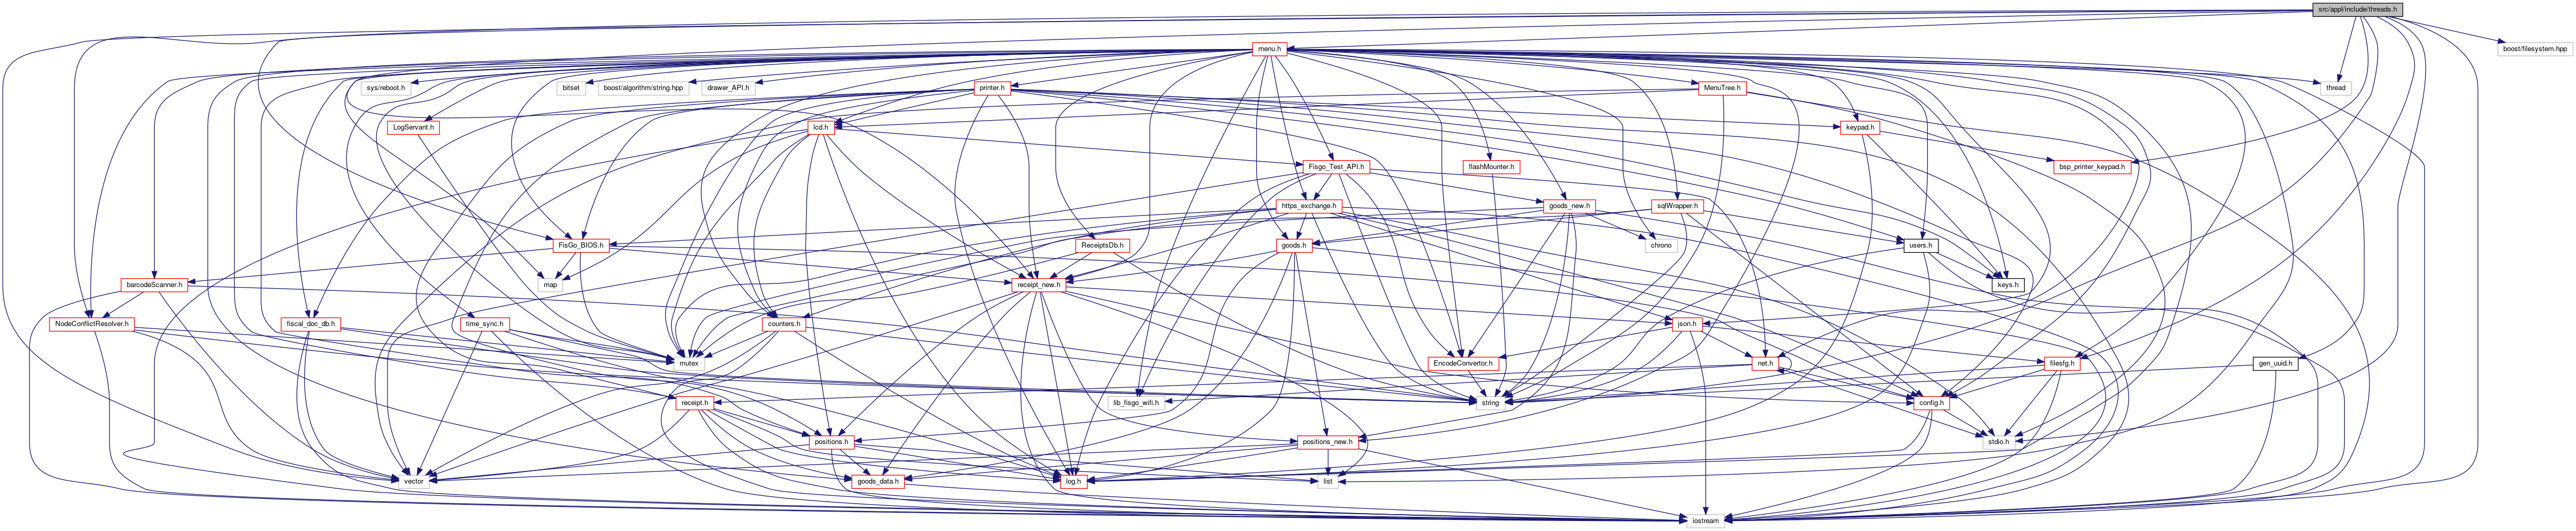 src/appl/include/threads.h
menu.h
boost/filesystem.hpp
sys/reboot.h
bitset
boost/algorithm/string.hpp
drawer_API.h
printer.h
MenuTree.h
thread
LogServant.h
lcd.h
keypad.h
Fisgo_Test_API.h
flashMounter.h
bsp_printer_keypad.h
https_exchange.h
goods_new.h
sqlWrapper.h
FisGo_BIOS.h
ReceiptsDb.h
goods.h
chrono
users.h
barcodeScanner.h
map
receipt_new.h
keys.h
NodeConflictResolver.h
fiscal_doc_db.h
time_sync.h
counters.h
json.h
mutex
EncodeConvertor.h
net.h
filesfg.h
gen_uuid.h
receipt.h
lib_fisgo_wifi.h
string
config.h
positions.h
positions_new.h
stdio.h
vector
goods_data.h
log.h
list
iostream